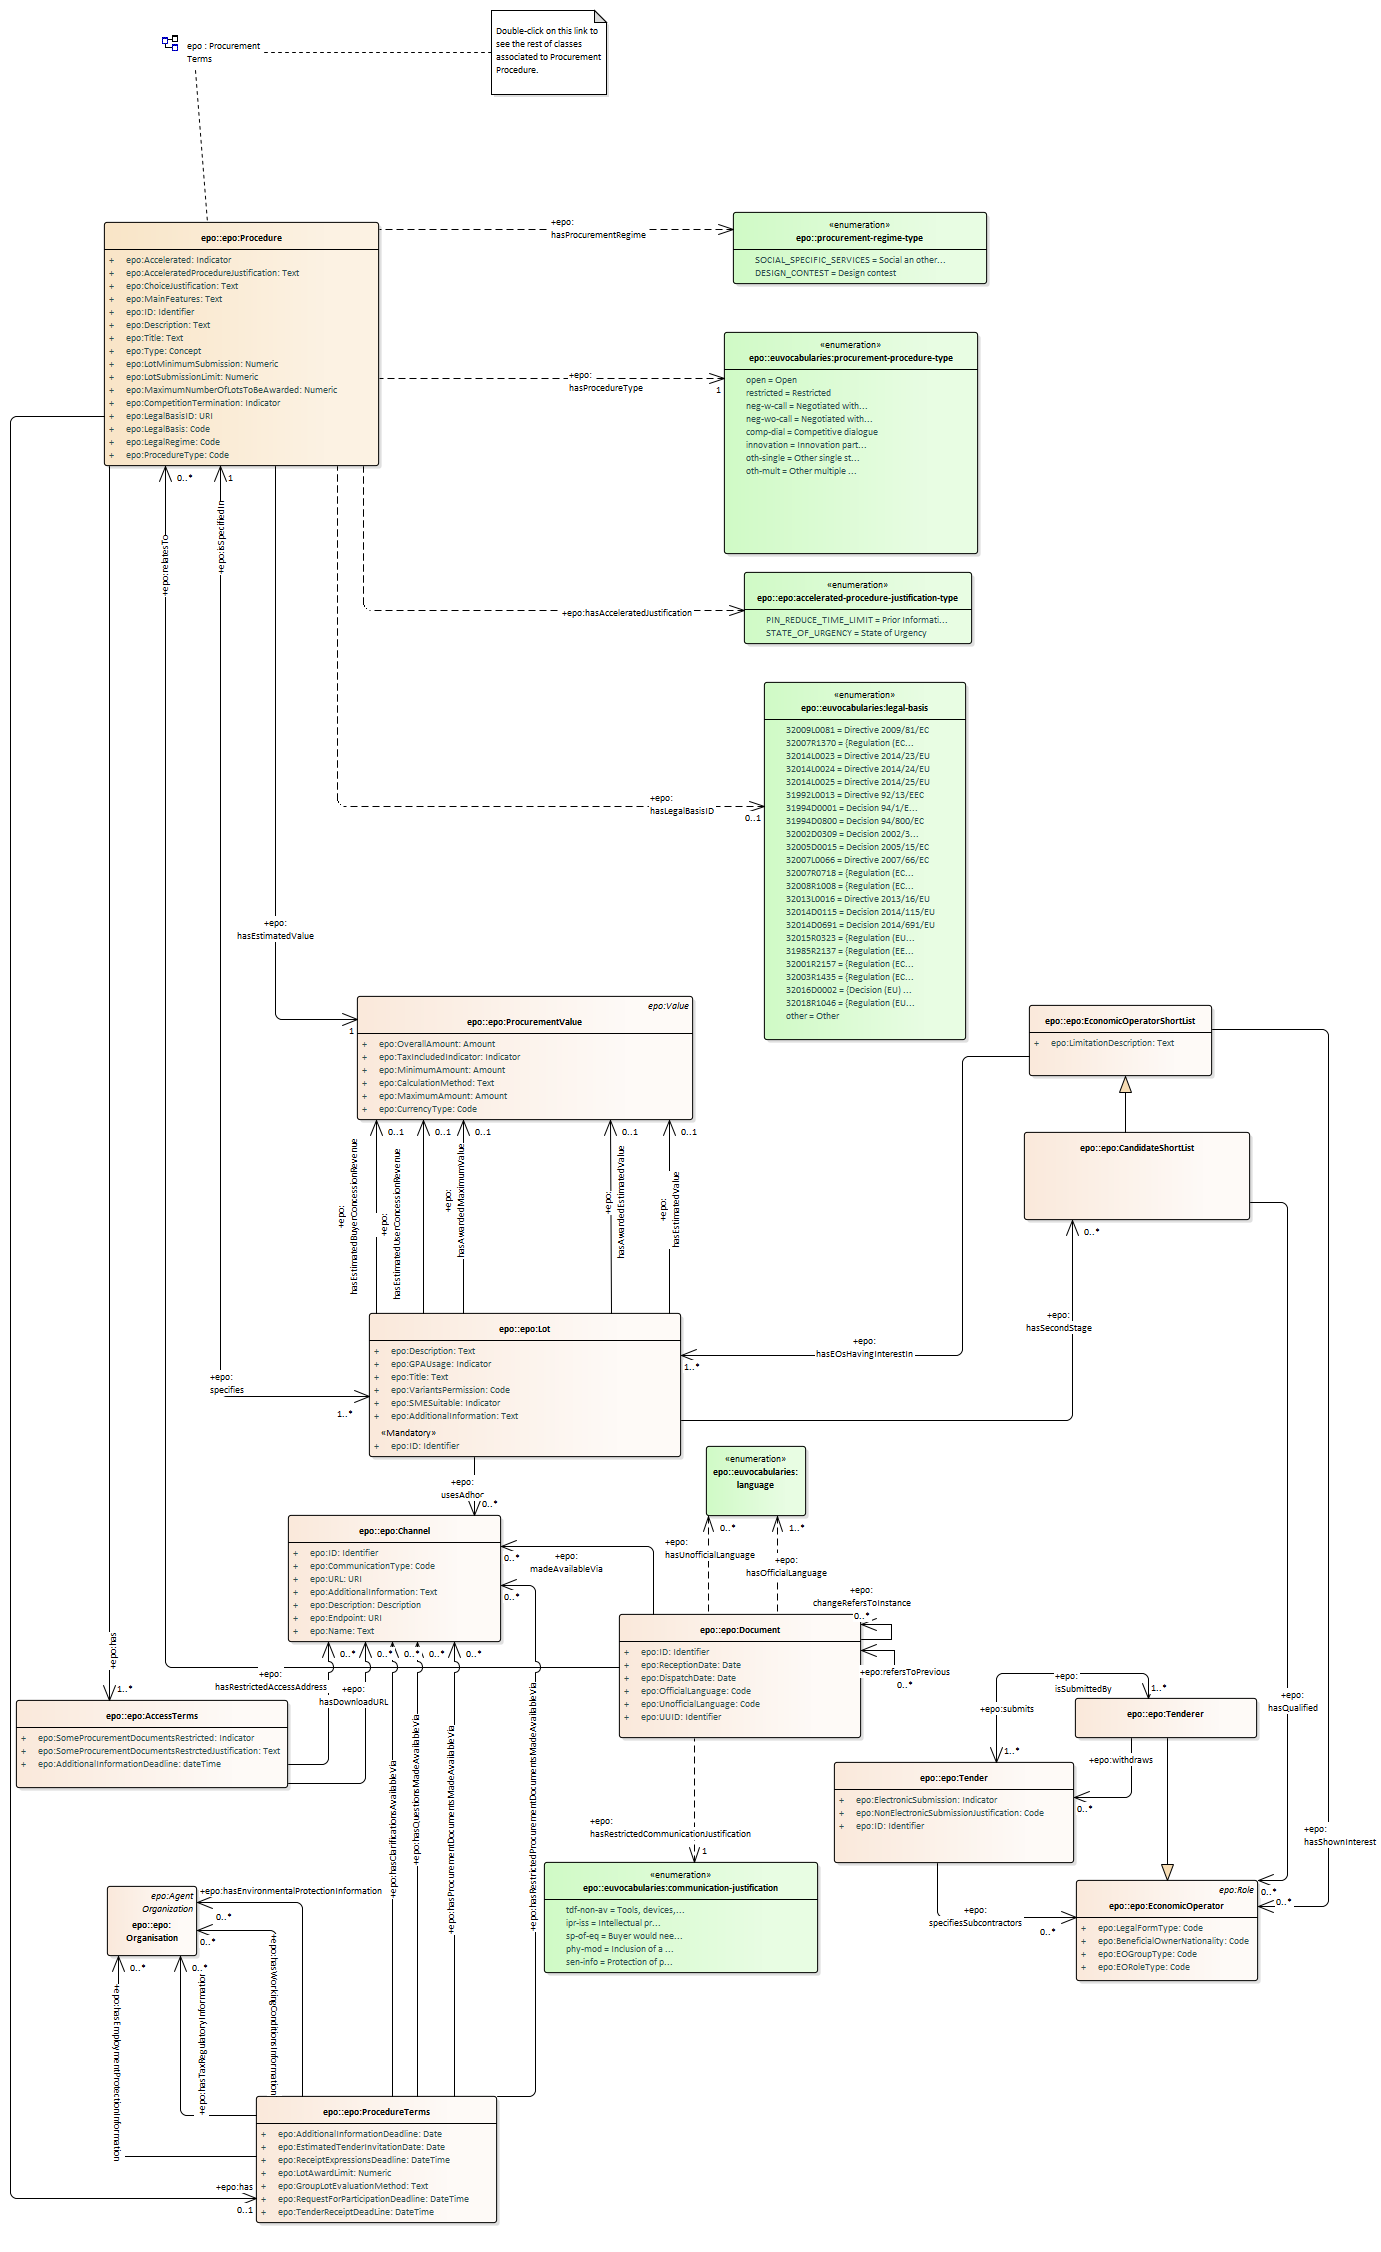 Double-click on this link to
see the rest of classes
associated to Procurement
Procedure.
epo : Procurement
Terms
epo::epo:Procedure
+ epo:Accelerated: Indicator
+ epo:AcceleratedProcedureJustification: Text
+ epo:ChoiceJustification: Text
+ epo:MainFeatures: Text
+ epo:ID: Identifier
+ epo:Description: Text
+ epo:Title: Text
+ epo:Type: Concept
+ epo:LotMinimumSubmission: Numeric
+ epo:LotSubmissionLimit: Numeric
+ epo:MaximumNumberOfLotsToBeAwarded: Numeric
+ epo:CompetitionTermination: Indicator
+ epo:LegalBasisID: URI
+ epo:LegalBasis: Code
+ epo:LegalRegime: Code
+ epo:ProcedureType: Code
+epo:
hasProcurementRegime
«enumeration»
epo::procurement-regime-type
SOCIAL_SPECIFIC_SERVICES = Social an other...
DESIGN_CONTEST = Design contest
+epo:
hasProcedureType
1
«enumeration»
epo::euvocabularies:procurement-procedure-type
open = Open
restricted = Restricted
neg-w-call = Negotiated with...
neg-wo-call = Negotiated with...
comp-dial = Competitive dialogue
innovation = Innovation part...
oth-single = Other single st...
oth-mult = Other multiple ...
0..*
1
+epo:relatesTo
+epo:isSpecifiedIn
+epo:hasAcceleratedJustification
«enumeration»
epo::epo:accelerated-procedure-justification-type
PIN_REDUCE_TIME_LIMIT = Prior Informati...
STATE_OF_URGENCY = State of Urgency
+epo:
hasLegalBasisID
0..1
«enumeration»
epo::euvocabularies:legal-basis
32009L0081 = Directive 2009/81/EC
32007R1370 = {Regulation (EC...
32014L0023 = Directive 2014/23/EU
32014L0024 = Directive 2014/24/EU
32014L0025 = Directive 2014/25/EU
31992L0013 = Directive 92/13/EEC
31994D0001 = Decision 94/1/E...
31994D0800 = Decision 94/800/EC
32002D0309 = Decision 2002/3...
32005D0015 = Decision 2005/15/EC
32007L0066 = Directive 2007/66/EC
32007R0718 = {Regulation (EC...
32008R1008 = {Regulation (EC...
32013L0016 = Directive 2013/16/EU
32014D0115 = Decision 2014/115/EU
32014D0691 = Decision 2014/691/EU
32015R0323 = {Regulation (EU...
31985R2137 = {Regulation (EE...
32001R2157 = {Regulation (EC...
32003R1435 = {Regulation (EC...
32016D0002 = {Decision (EU) ...
32018R1046 = {Regulation (EU...
other = Other
+epo:
hasEstimatedValue
1
epo:Value
epo::epo:ProcurementValue
+ epo:OverallAmount: Amount
+ epo:TaxIncludedIndicator: Indicator
+ epo:MinimumAmount: Amount
+ epo:CalculationMethod: Text
+ epo:MaximumAmount: Amount
+ epo:CurrencyType: Code
0..1
0..1
0..1
0..1
0..1
+epo:
hasEstimatedBuyerConcessionRevenue
+epo:
hasEstimatedUserConcessionRevenue
+epo:
hasAwardedMaximumValue
+epo:
hasAwardedEstimatedValue
+epo:
hasEstimatedValue
epo::epo:EconomicOperatorShortList
+ epo:LimitationDescription: Text
epo::epo:CandidateShortList
0..*
+epo:
hasSecondStage
epo::epo:Lot
+ epo:Description: Text
+ epo:GPAUsage: Indicator
+ epo:Title: Text
+ epo:VariantsPermission: Code
+ epo:SMESuitable: Indicator
+ epo:AdditionalInformation: Text
«Mandatory»
+ epo:ID: Identifier
+epo:
hasEOsHavingInterestIn
1..*
+epo:
specifies
1..*
+epo:
usesAdhoc
0..*
«enumeration»
epo::euvocabularies:
language
0..*
1..*
+epo:
hasUnofficialLanguage
+epo:
hasOfficialLanguage
epo::epo:Channel
+ epo:ID: Identifier
+ epo:CommunicationType: Code
+ epo:URL: URI
+ epo:AdditionalInformation: Text
+ epo:Description: Description
+ epo:Endpoint: URI
+ epo:Name: Text
0..*
+epo:
madeAvailableVia
0..*
+epo:
changeRefersToInstance
0..*
epo::epo:Document
+ epo:ID: Identifier
+ epo:ReceptionDate: Date
+ epo:DispatchDate: Date
+ epo:OfficialLanguage: Code
+ epo:UnofficialLanguage: Code
+ epo:UUID: Identifier
+epo:refersToPrevious
0..*
0..*
0..*
0..*
0..*
0..*
+epo:has
1..*
+epo:
hasRestrictedAccessAddress
+epo:
hasDownloadURL
epo::epo:AccessTerms
+ epo:SomeProcurementDocumentsRestricted: Indicator
+ epo:SomeProcurementDocumentsRestrctedJustification: Text
+ epo:AdditionalInformationDeadline: dateTime
+epo:hasClarificationsAvailableVia
+epo:hasQuestionsMadeAvailableVia
+epo:hasProcurementDocumentsMadeAvailableVia
+epo:hasRestrictedProcurementDocumentsMadeAvailableVia
+epo:
isSubmittedBy
1..*
+epo:submits
1..*
epo::epo:Tenderer
+epo:withdraws
0..*
epo::epo:Tender
+ epo:ElectronicSubmission: Indicator
+ epo:NonElectronicSubmissionJustification: Code
+ epo:ID: Identifier
+epo:
hasQualified
0..*
+epo:
hasShownInterest
0..*
+epo:
hasRestrictedCommunicationJustification
1
«enumeration»
epo::euvocabularies:communication-justification
tdf-non-av = Tools, devices,...
ipr-iss = Intellectual pr...
sp-of-eq = Buyer would nee...
phy-mod = Inclusion of a ...
sen-info = Protection of p...
+epo:
specifiesSubcontractors
0..*
epo:Role
epo::epo:EconomicOperator
+ epo:LegalFormType: Code
+ epo:BeneficialOwnerNationality: Code
+ epo:EOGroupType: Code
+ epo:EORoleType: Code
epo:Agent
Organization
epo::epo:
Organisation
+epo:hasEnvironmentalProtectionInformation
0..*
0..*
0..*
0..*
+epo:hasEmploymentProtectionInformation
+epo:hasTaxRegulatoryInformation
+epo:hasWorkingConditionsInformation
epo::epo:ProcedureTerms
+ epo:AdditionalInformationDeadline: Date
+ epo:EstimatedTenderInvitationDate: Date
+ epo:ReceiptExpressionsDeadline: DateTime
+ epo:LotAwardLimit: Numeric
+ epo:GroupLotEvaluationMethod: Text
+ epo:RequestForParticipationDeadline: DateTime
+ epo:TenderReceiptDeadLine: DateTime
+epo:has
0..1